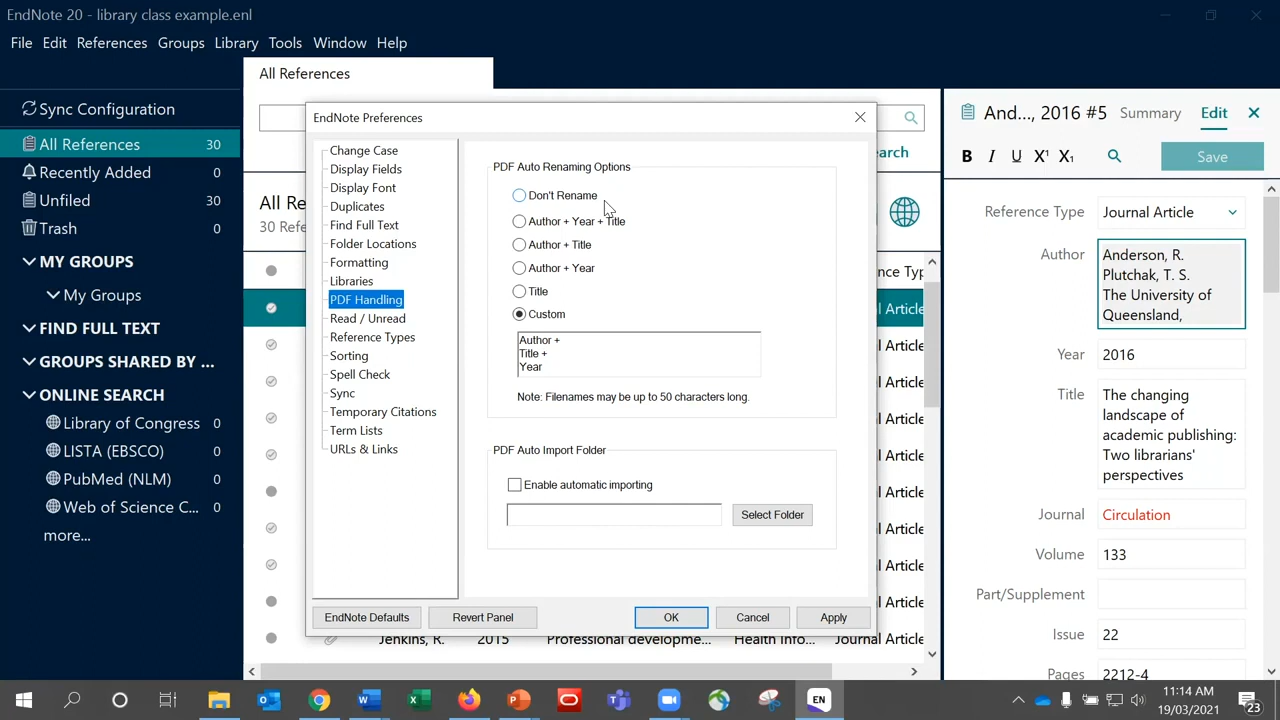 EndNote 20 - library class example.enl
File Edit References Groups Library Tools Window Help
Sync Configuration
All References 30
Recently Added 0
Unfiled 30
Trash 0
MY GROUPS
My Groups
FIND FULL TEXT
GROUPS SHARED BY ...
ONLINE SEARCH
Library of Congress 0
LISTA (EBSCO) 0
PubMed (NLM) 0
Web of Science C... 0
more...
All References
EndNote Preferences
Change Case
Display Fields
Display Font
Duplicates
Find Full Text
Folder Locations
Formatting
Libraries
PDF Handling
Read / Unread
Reference Types
Sorting
Spell Check
Sync
Temporary Citations
Term Lists
URLs & Links
PDF Auto Renaming Options
Don't Rename
Author + Year + Title
Author + Title
Author + Year
Title
Custom
Author +
Title +
Year
Note: Filenames may be up to 50 characters long.
PDF Auto Import Folder
Enable automatic importing
Select Folder
EndNote Defaults Revert Panel OK Cancel Apply
Jenkins, R. 2015 Professional developme... Health Info... Journal Article
And..., 2016 #5 Summary Edit
B I U X¹ X₁ Save
Reference Type Journal Article
Author Anderson, R.
Plutchak, T. S.
The University of
Queensland,
Year 2016
Title The changing
landscape of
academic publishing:
Two librarians'
perspectives
Journal Circulation
Volume 133
Part/Supplement
Issue 22
Pages 2212-4
11:14 AM
19/03/2021
23
EN